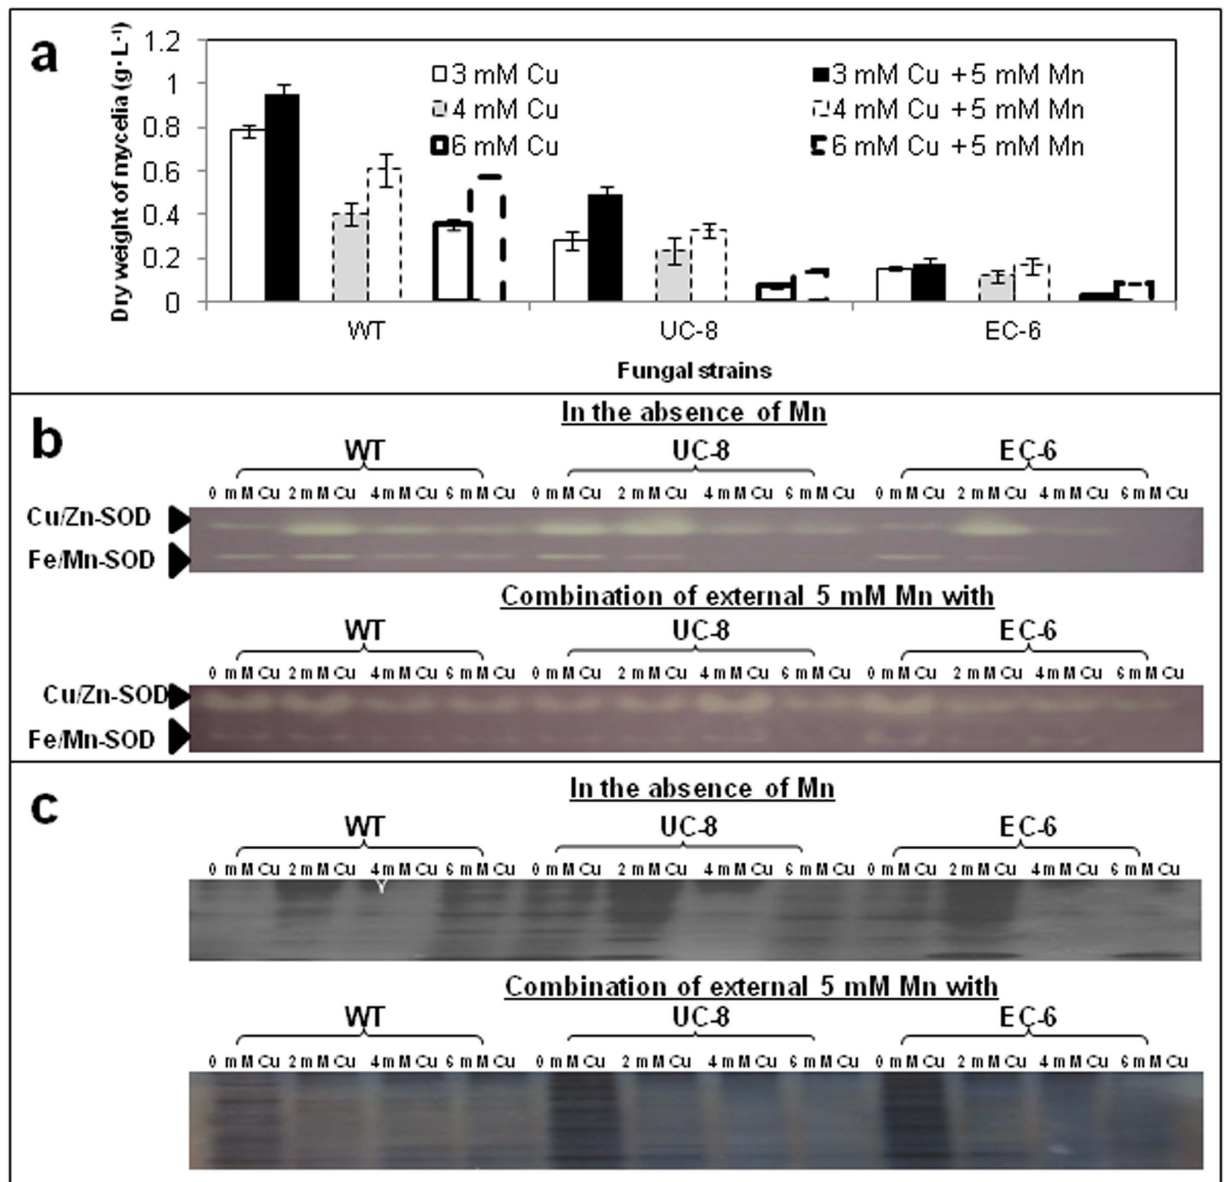 a
Dry weight of mycelia (g·L⁻¹)
1.2
1
0.8
0.6
0.4
0.2
0
3 mM Cu
3 mM Cu +5 mM Mn
4 mM Cu
4 mM Cu +5 mM Mn
6 mM Cu
6 mM Cu +5 mM Mn
WT UC-8 EC-6
Fungal strains
b
In the absence of Mn
WT UC-8 EC-6
0 mM Cu 2 mM Cu 4 mM Cu 6 mM Cu 0 mM Cu 2 mM Cu 4 mM Cu 6 mM Cu 0 mM Cu 2 mM Cu 4 mM Cu 6 mM Cu
Cu/Zn-SOD
Fe/Mn-SOD
Combination of external 5 mM Mn with
WT UC-8 EC-6
0 mM Cu 2 mM Cu 4 mM Cu 6 mM Cu 0 mM Cu 2 mM Cu 4 mM Cu 6 mM Cu 0 mM Cu 2 mM Cu 4 mM Cu 6 mM Cu
Cu/Zn-SOD
Fe/Mn-SOD
c
In the absence of Mn
WT UC-8 EC-6
0 mM Cu 2 mM Cu 4 mM Cu 6 mM Cu 0 mM Cu 2 mM Cu 4 mM Cu 6 mM Cu 0 mM Cu 2 mM Cu 4 mM Cu 6 mM Cu
Combination of external 5 mM Mn with
WT UC-8 EC-6
0 mM Cu 2 mM Cu 4 mM Cu 6 mM Cu 0 mM Cu 2 mM Cu 4 mM Cu 6 mM Cu 0 mM Cu 2 mM Cu 4 mM Cu 6 mM Cu